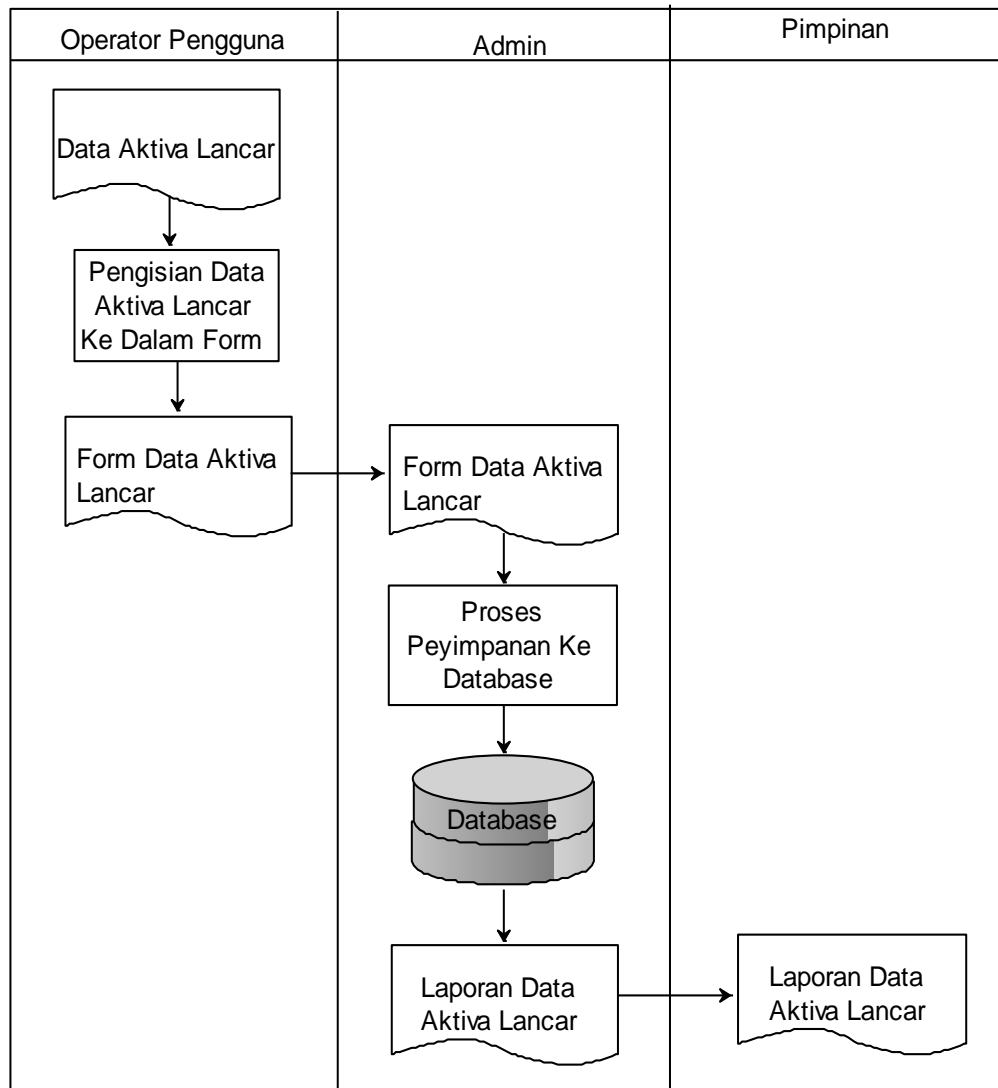 Operator Pengguna
Admin
Pimpinan
Data Aktiva Lancar
Pengisian Data
Aktiva Lancar
Ke Dalam Form
Form Data Aktiva
Lancar
Form Data Aktiva
Lancar
Proses
Peyimpanan Ke
Database
Database
Laporan Data
Aktiva Lancar
Laporan Data
Aktiva Lancar